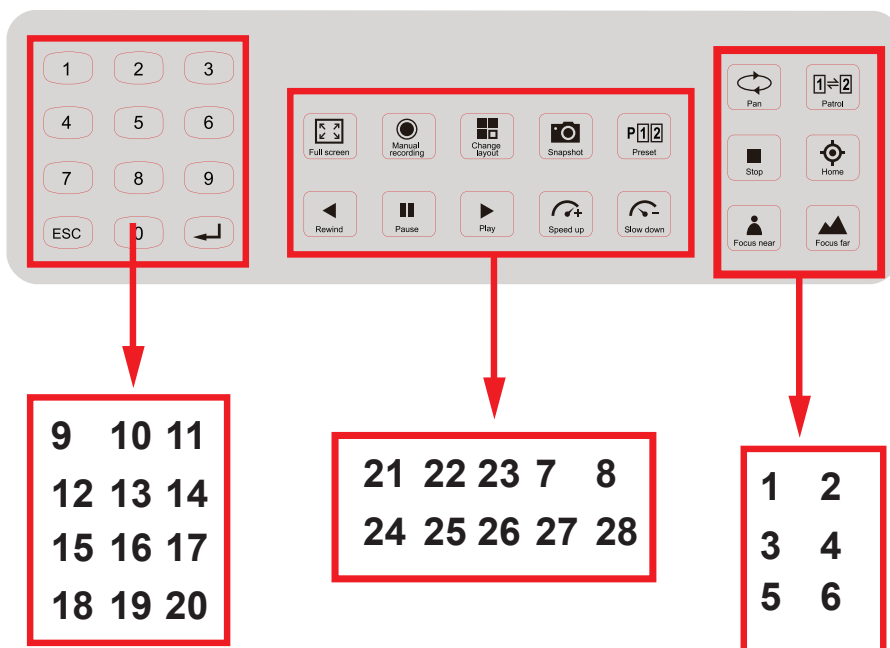 1 2 3
4 5 6
7 8 9
ESC 0
Full screen
Manual
recording
Change
layout
Snapshot
P12
Preset
Rewind
Pause
Play
Speed up
Slow down
Pan
1 2
Patrol
Stop
Home
Focus near
Focus far
9 10 11
12 13 14
15 16 17
18 19 20
21 22 23 7 8
24 25 26 27 28
1 2
3 4
5 6